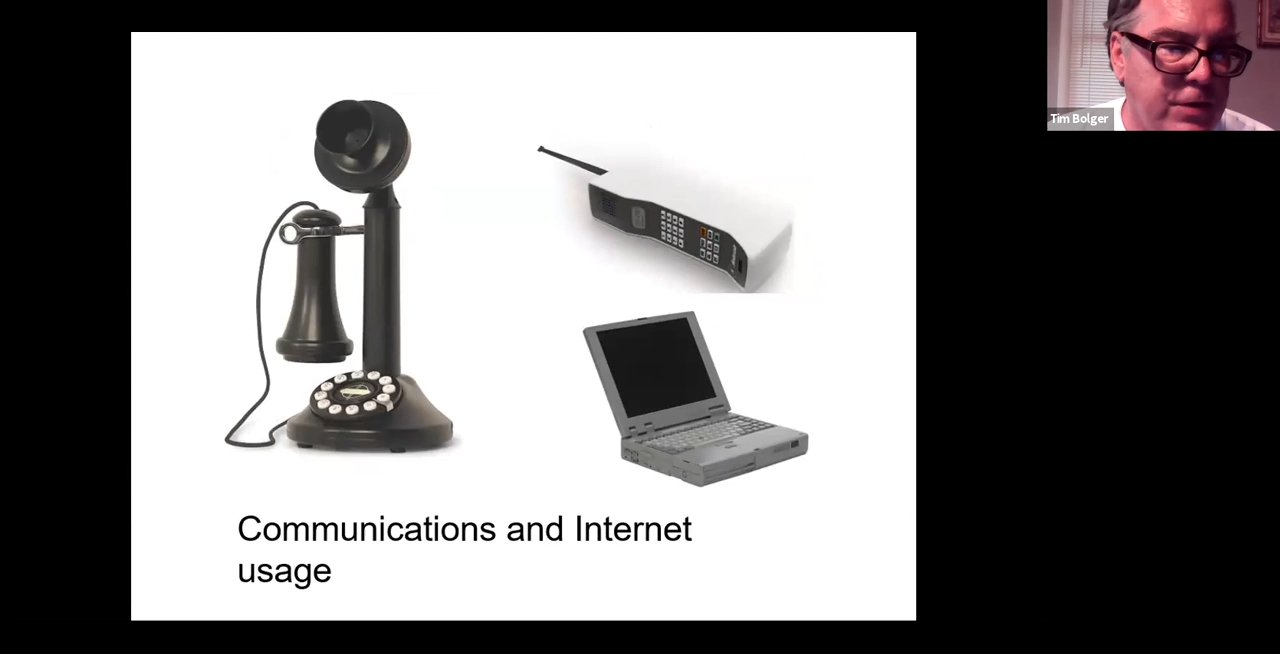 Tim Bolger
Communications and Internet
usage